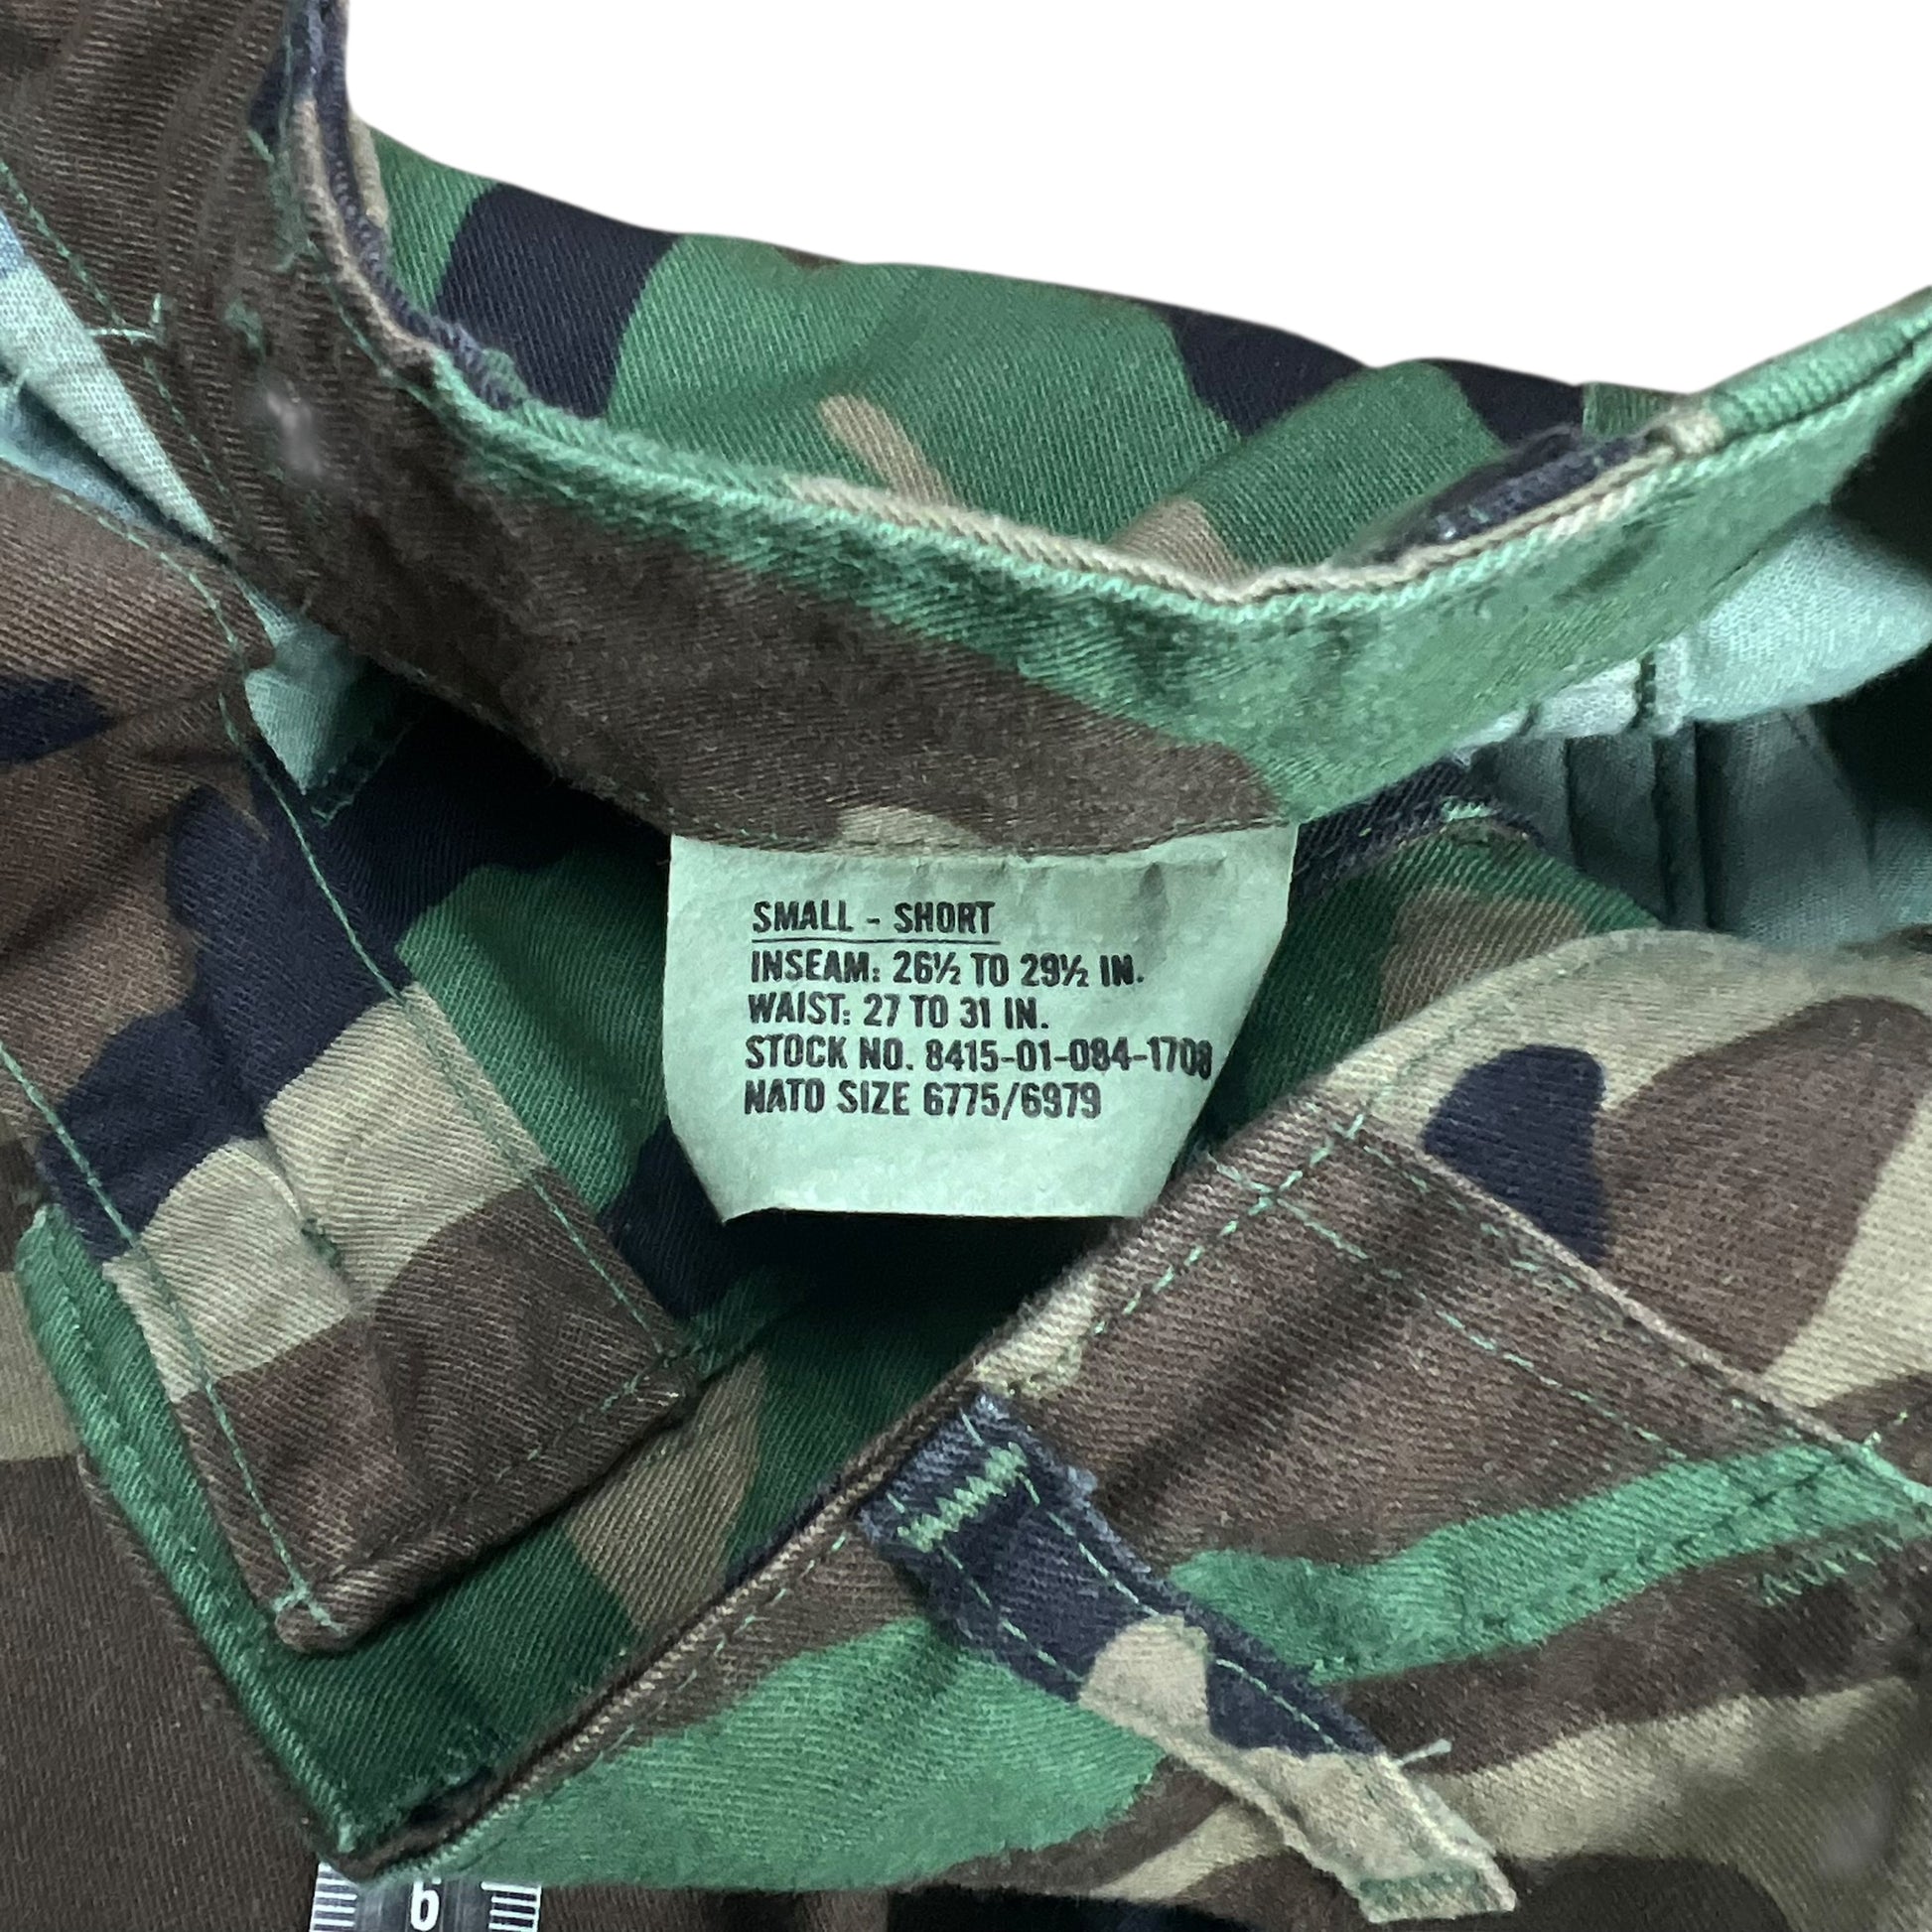 SMALL - SHORT
INSEAM: 26½ TO 29½ IN.
WAIST: 27 TO 31 IN.
STOCK NO. 8415-01-084-1708
NATO SIZE 6775/6979
6